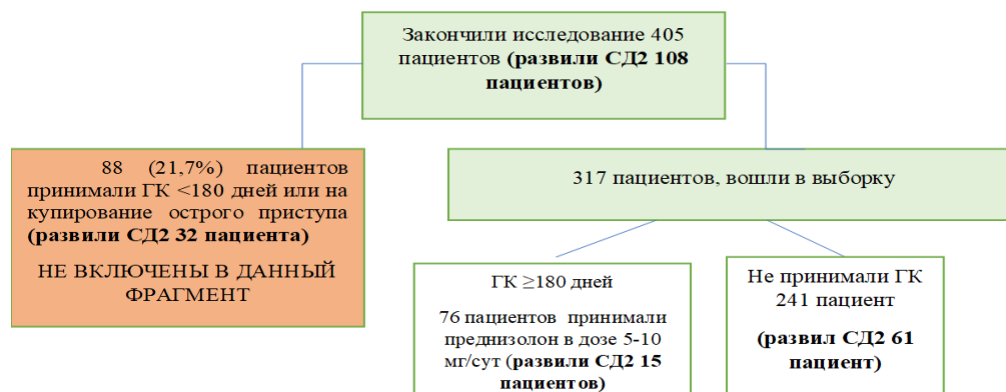 Закончили исследование 405
пациентов (развили СД2 108
пациентов)
88 (21,7%) пациентов
принимали ГК <180 дней или на
купирование острого приступа
(развили СД2 32 пациента)
НЕ ВКЛЮЧЕНЫ В ДАННЫЙ
ФРАГМЕНТ
317 пациентов, вошли в выборку
ГК ≥180 дней
76 пациентов принимали
преднизолон в дозе 5-10
мг/сут (развили СД2 15
пациентов)
Не принимали ГК
241 пациент
(развил СД2 61
пациент)